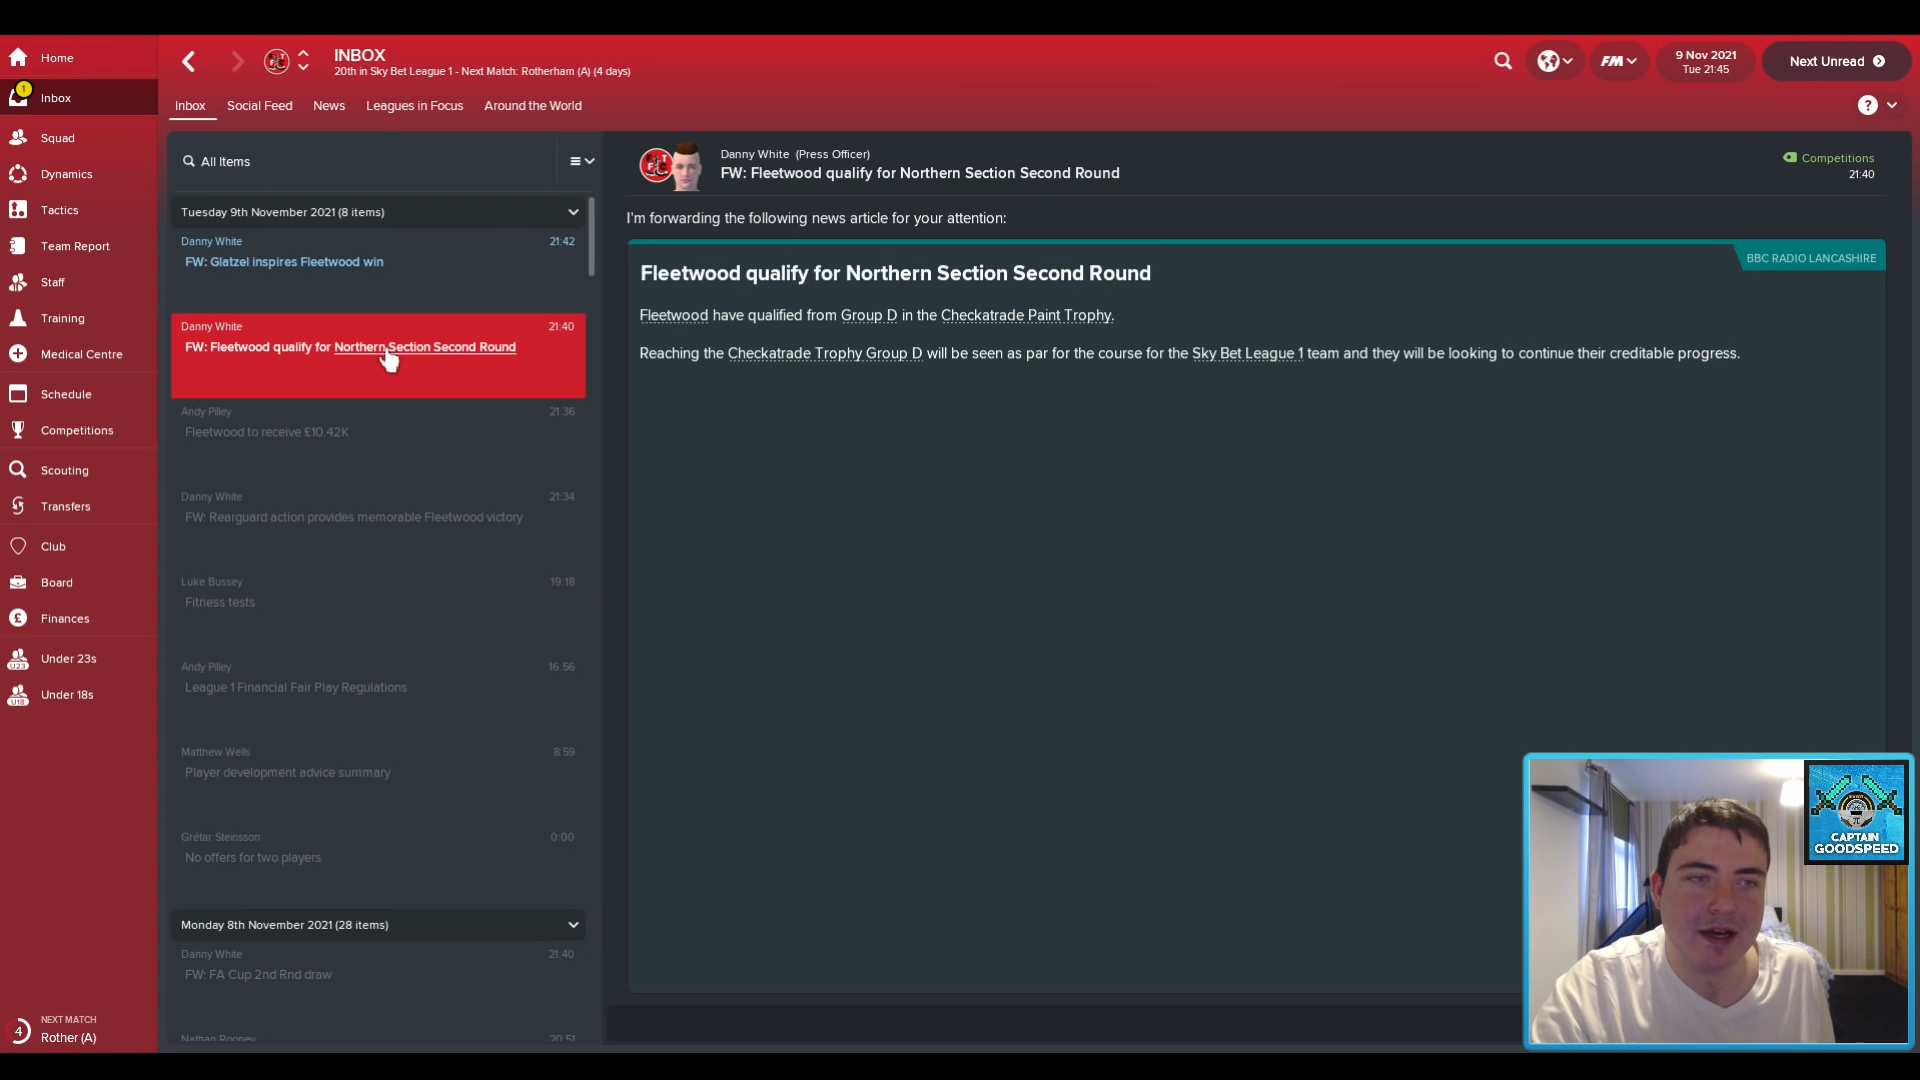 Home
1
Inbox
Squad
Dynamics
Tactics
Team Report
Staff
Training
Medical Centre
Schedule
Competitions
Scouting
Transfers
Club
Board
£
Finances
U23
Under 23s
U18
Under 18s
4
NEXT MATCH
Rother (A)
INBOX
20th in Sky Bet League 1 - Next Match: Rotherham (A) (4 days)
FM
9 Nov 2021
Tue 21:45
Next Unread
Inbox
Social Feed
News
Leagues in Focus
Around the World
?
All Items
Tuesday 9th November 2021 (8 items)
Danny White 21:42
FW: Glatzel inspires Fleetwood win
Danny White 21:40
FW: Fleetwood qualify for Northern Section Second Round
Andy Pilley 21:36
Fleetwood to receive £10.42K
Danny White 21:34
FW: Rearguard action provides memorable Fleetwood victory
Luke Bussey 19:18
Fitness tests
Andy Pilley 16:56
League 1 Financial Fair Play Regulations
Matthew Wells 8:59
Player development advice summary
Grétar Steinsson 0:00
No offers for two players
Monday 8th November 2021 (28 items)
Danny White 21:40
FW: FA Cup 2nd Rnd draw
Nathan Rooney 20:51
Danny White (Press Officer)
FW: Fleetwood qualify for Northern Section Second Round
Competitions
21:40
I'm forwarding the following news article for your attention:
BBC RADIO LANCASHIRE
Fleetwood qualify for Northern Section Second Round
Fleetwood have qualified from Group D in the Checkatrade Paint Trophy.
Reaching the Checkatrade Trophy Group D will be seen as par for the course for the Sky Bet League 1 team and they will be looking to continue their creditable progress.
CAPTAIN
GOODSPEED